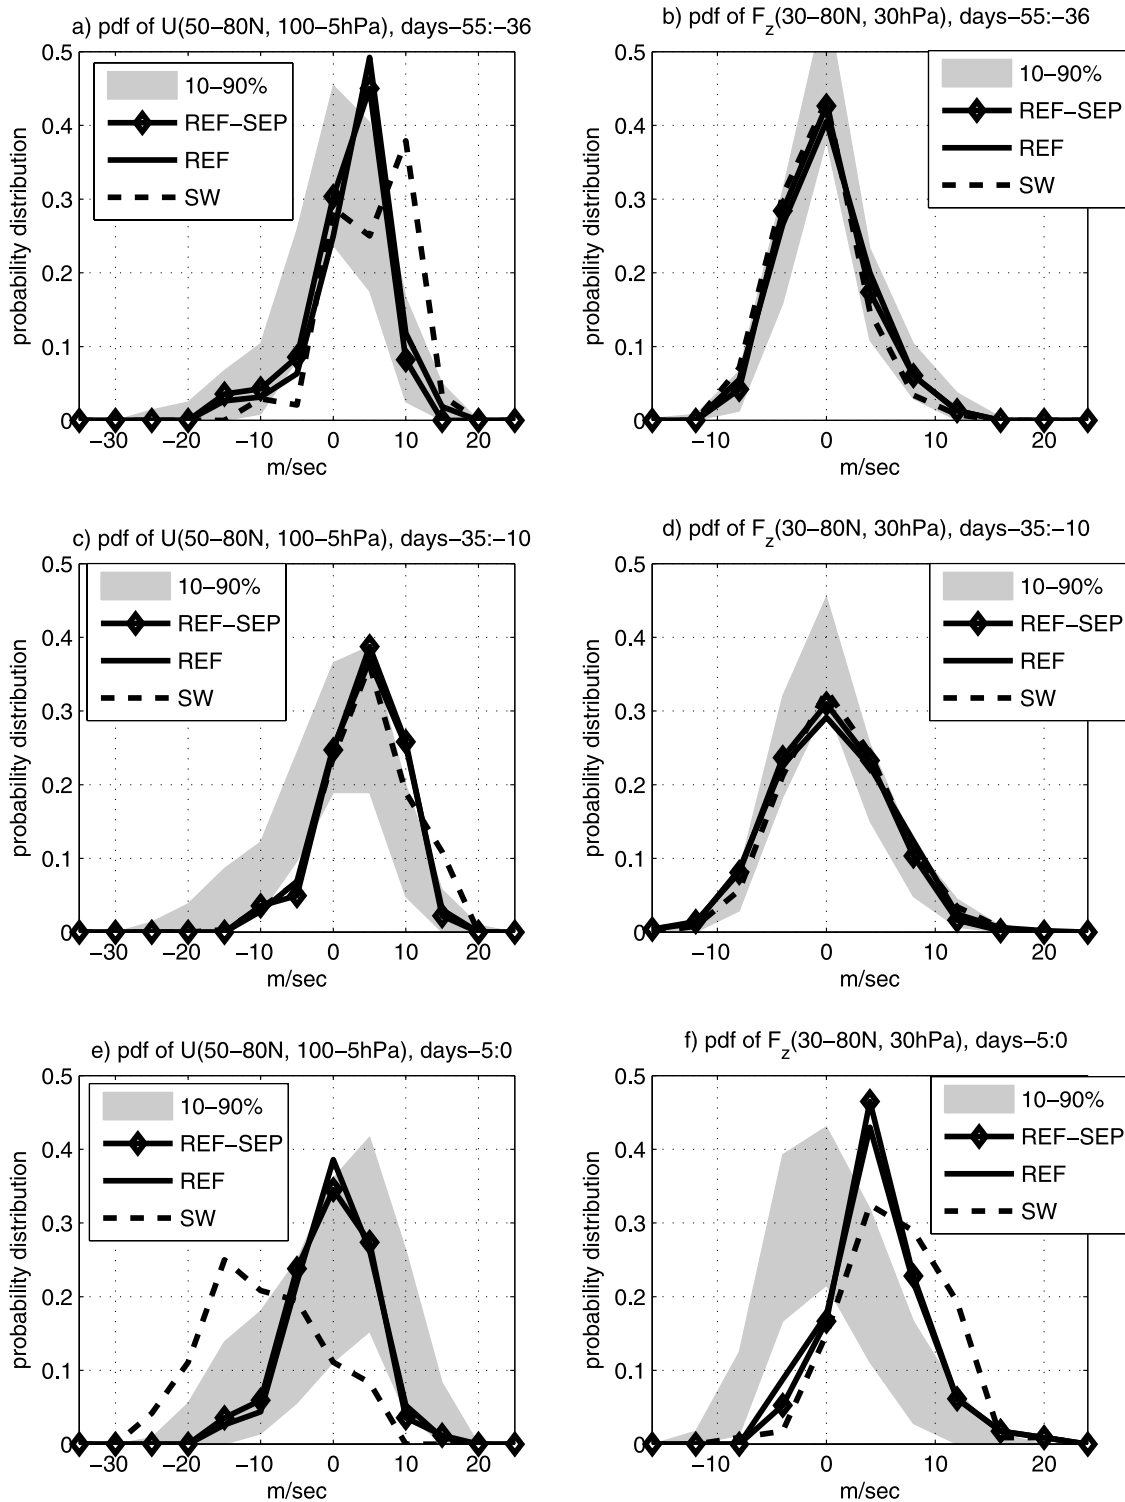 a) pdf of U(50−80N, 100−5hPa), days−55:−36
0.5
0.4
0.3
0.2
0.1
0
probability distribution
10−90%
REF−SEP
REF
SW
−30
−20
−10
0
10
20
m/sec
b) pdf of Fz(30−80N, 30hPa), days−55:−36
0.5
0.4
0.3
0.2
0.1
0
probability distribution
10−90%
REF−SEP
REF
SW
−10
0
10
20
m/sec
c) pdf of U(50−80N, 100−5hPa), days−35:−10
0.5
0.4
0.3
0.2
0.1
0
probability distribution
10−90%
REF−SEP
REF
SW
−30
−20
−10
0
10
20
m/sec
d) pdf of Fz(30−80N, 30hPa), days−35:−10
0.5
0.4
0.3
0.2
0.1
0
probability distribution
10−90%
REF−SEP
REF
SW
−10
0
10
20
m/sec
e) pdf of U(50−80N, 100−5hPa), days−5:0
0.5
0.4
0.3
0.2
0.1
0
probability distribution
10−90%
REF−SEP
REF
SW
−30
−20
−10
0
10
20
m/sec
f) pdf of Fz(30−80N, 30hPa), days−5:0
0.5
0.4
0.3
0.2
0.1
0
probability distribution
10−90%
REF−SEP
REF
SW
−10
0
10
20
m/sec